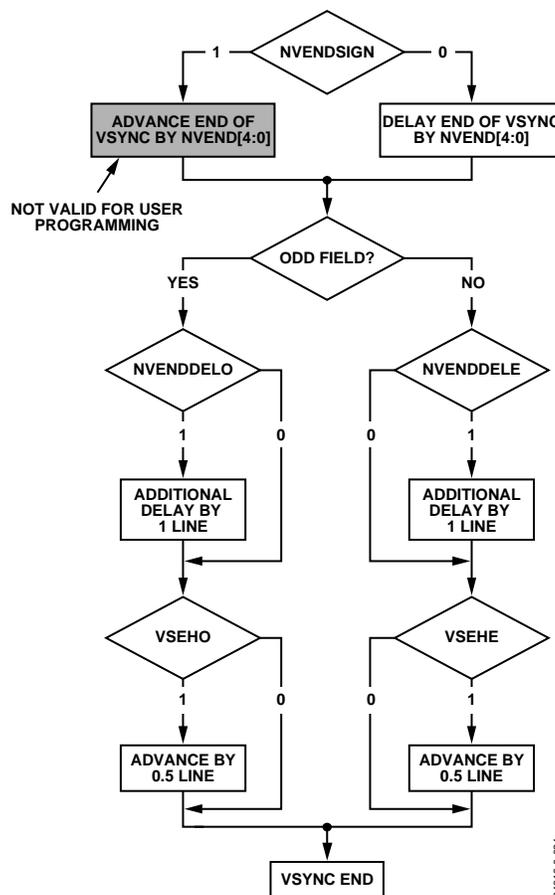 NVENDSIGN
1
0
ADVANCE END OF
VSYNC BY NVEND[4:0]
DELAY END OF VSYNC
BY NVEND[4:0]
NOT VALID FOR USER
PROGRAMMING
ODD FIELD?
YES
NO
NVENDDELO
NVENDDELE
1
0
0
1
ADDITIONAL
DELAY BY
1 LINE
ADDITIONAL
DELAY BY
1 LINE
VSEHO
VSEHE
1
0
0
1
ADVANCE BY
0.5 LINE
ADVANCE BY
0.5 LINE
VSYNC END